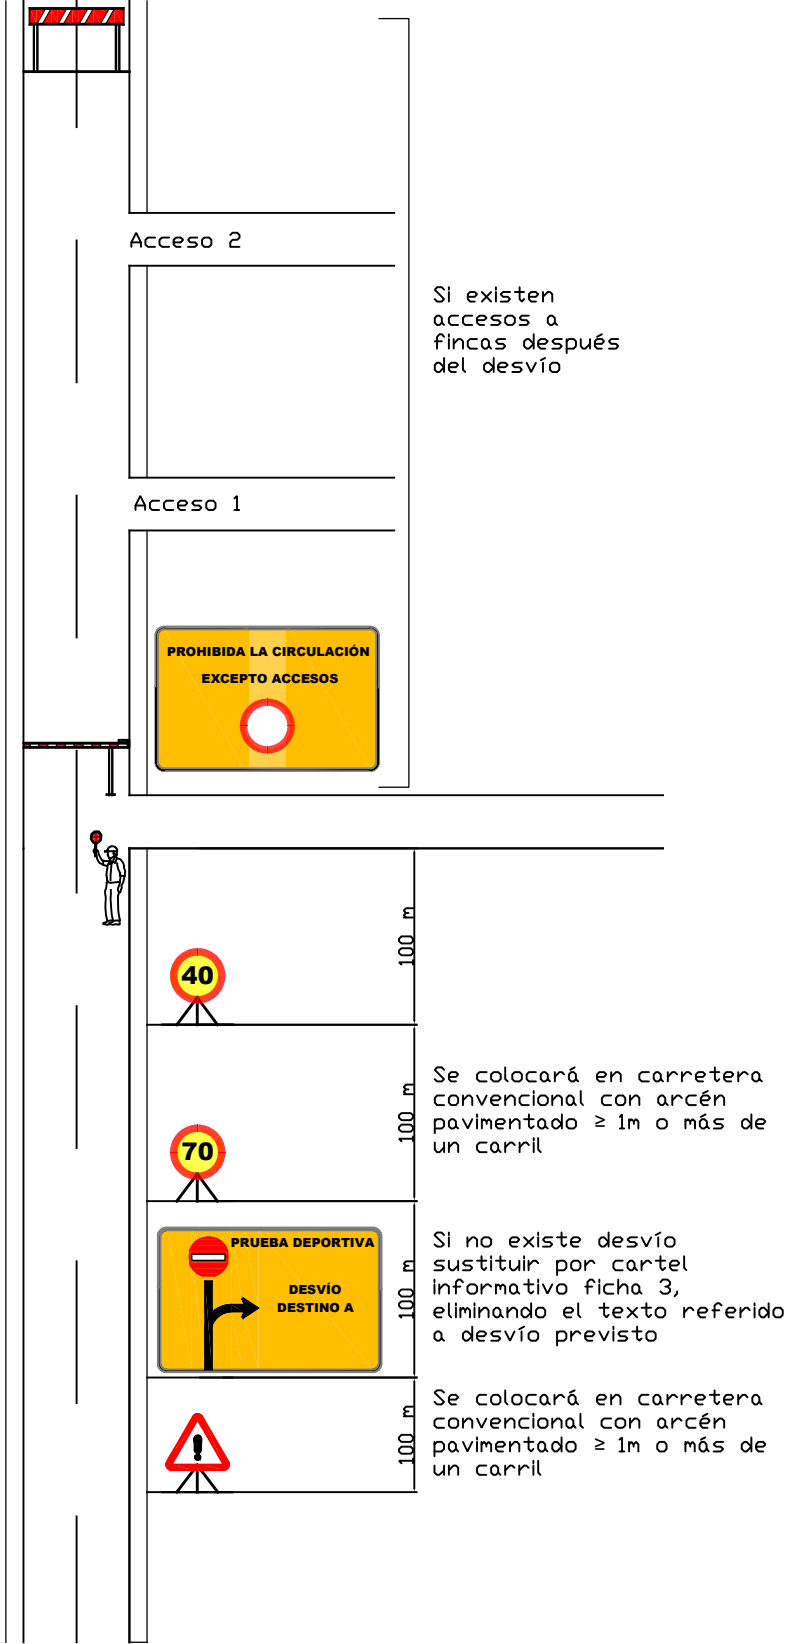 Acceso 2
Si existen
accesos a
fincas después
del desvío
Acceso 1
PROHIBIDA LA CIRCULACIÓN
EXCEPTO ACCESOS
100 m
40
100 m
Se colocará en carretera
convencional con arcén
pavimentado ≥ 1m o más de
un carril
70
PRUEBA DEPORTIVA
DESVÍO
DESTINO A
100 m
Si no existe desvío
sustituir por cartel
informativo ficha 3,
eliminando el texto referido
a desvío previsto
!
100 m
Se colocará en carretera
convencional con arcén
pavimentado ≥ 1m o más de
un carril